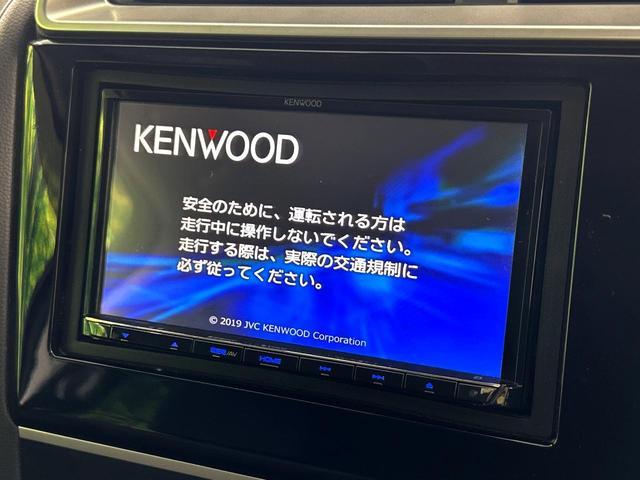 KENWOOD
KENWOOD
安全のために、運転される方は
走行中に操作しないでください。
走行する際は、実際の交通規制に
必ず従ってください。
© 2019 JVC KENWOOD Corporation
HOME